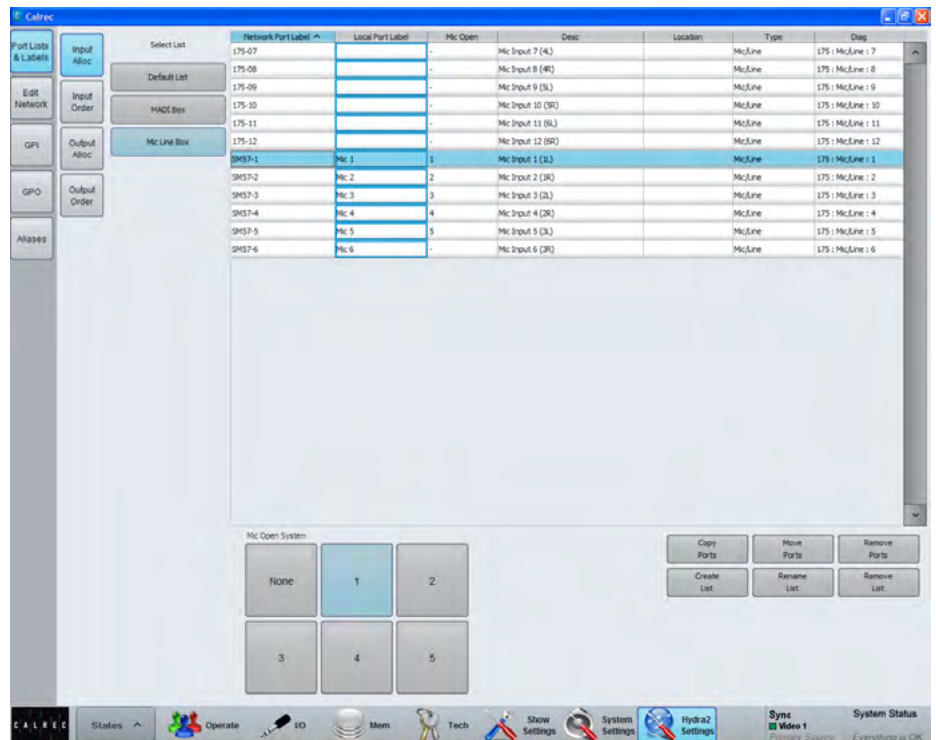 Calrec
Port Lists & Labels
Edit Network
GPI
GPO
Aliases
Input Alloc
Input Order
Output Alloc
Output Order
Select List
Default List
MADI Box
Mic Line Box
Network Port Label Local Port Label Mic Open Desc Location Type Diag
175-07 - Mic Input 7 (4L) Mic/Line 175 : Mic/Line : 7
175-08 - Mic Input 8 (4R) Mic/Line 175 : Mic/Line : 8
175-09 - Mic Input 9 (5L) Mic/Line 175 : Mic/Line : 9
175-10 - Mic Input 10 (5R) Mic/Line 175 : Mic/Line : 10
175-11 - Mic Input 11 (6L) Mic/Line 175 : Mic/Line : 11
175-12 - Mic Input 12 (6R) Mic/Line 175 : Mic/Line : 12
SM57-1 Mic 1 1 Mic Input 1 (1L) Mic/Line 175 : Mic/Line : 1
SM57-2 Mic 2 2 Mic Input 2 (1R) Mic/Line 175 : Mic/Line : 2
SM57-3 Mic 3 3 Mic Input 3 (2L) Mic/Line 175 : Mic/Line : 3
SM57-4 Mic 4 4 Mic Input 4 (2R) Mic/Line 175 : Mic/Line : 4
SM57-5 Mic 5 5 Mic Input 5 (3L) Mic/Line 175 : Mic/Line : 5
SM57-6 Mic 6 - Mic Input 6 (3R) Mic/Line 175 : Mic/Line : 6
Mic Open System
None 1 2
3 4 5
Copy Ports Move Ports Remove Ports
Create List Rename List Remove List
CALREC States Operate I/O Mem Tech Show Settings System Settings Hydra2 Settings
Sync
Video 1
Primary Source
System Status
Everything is OK